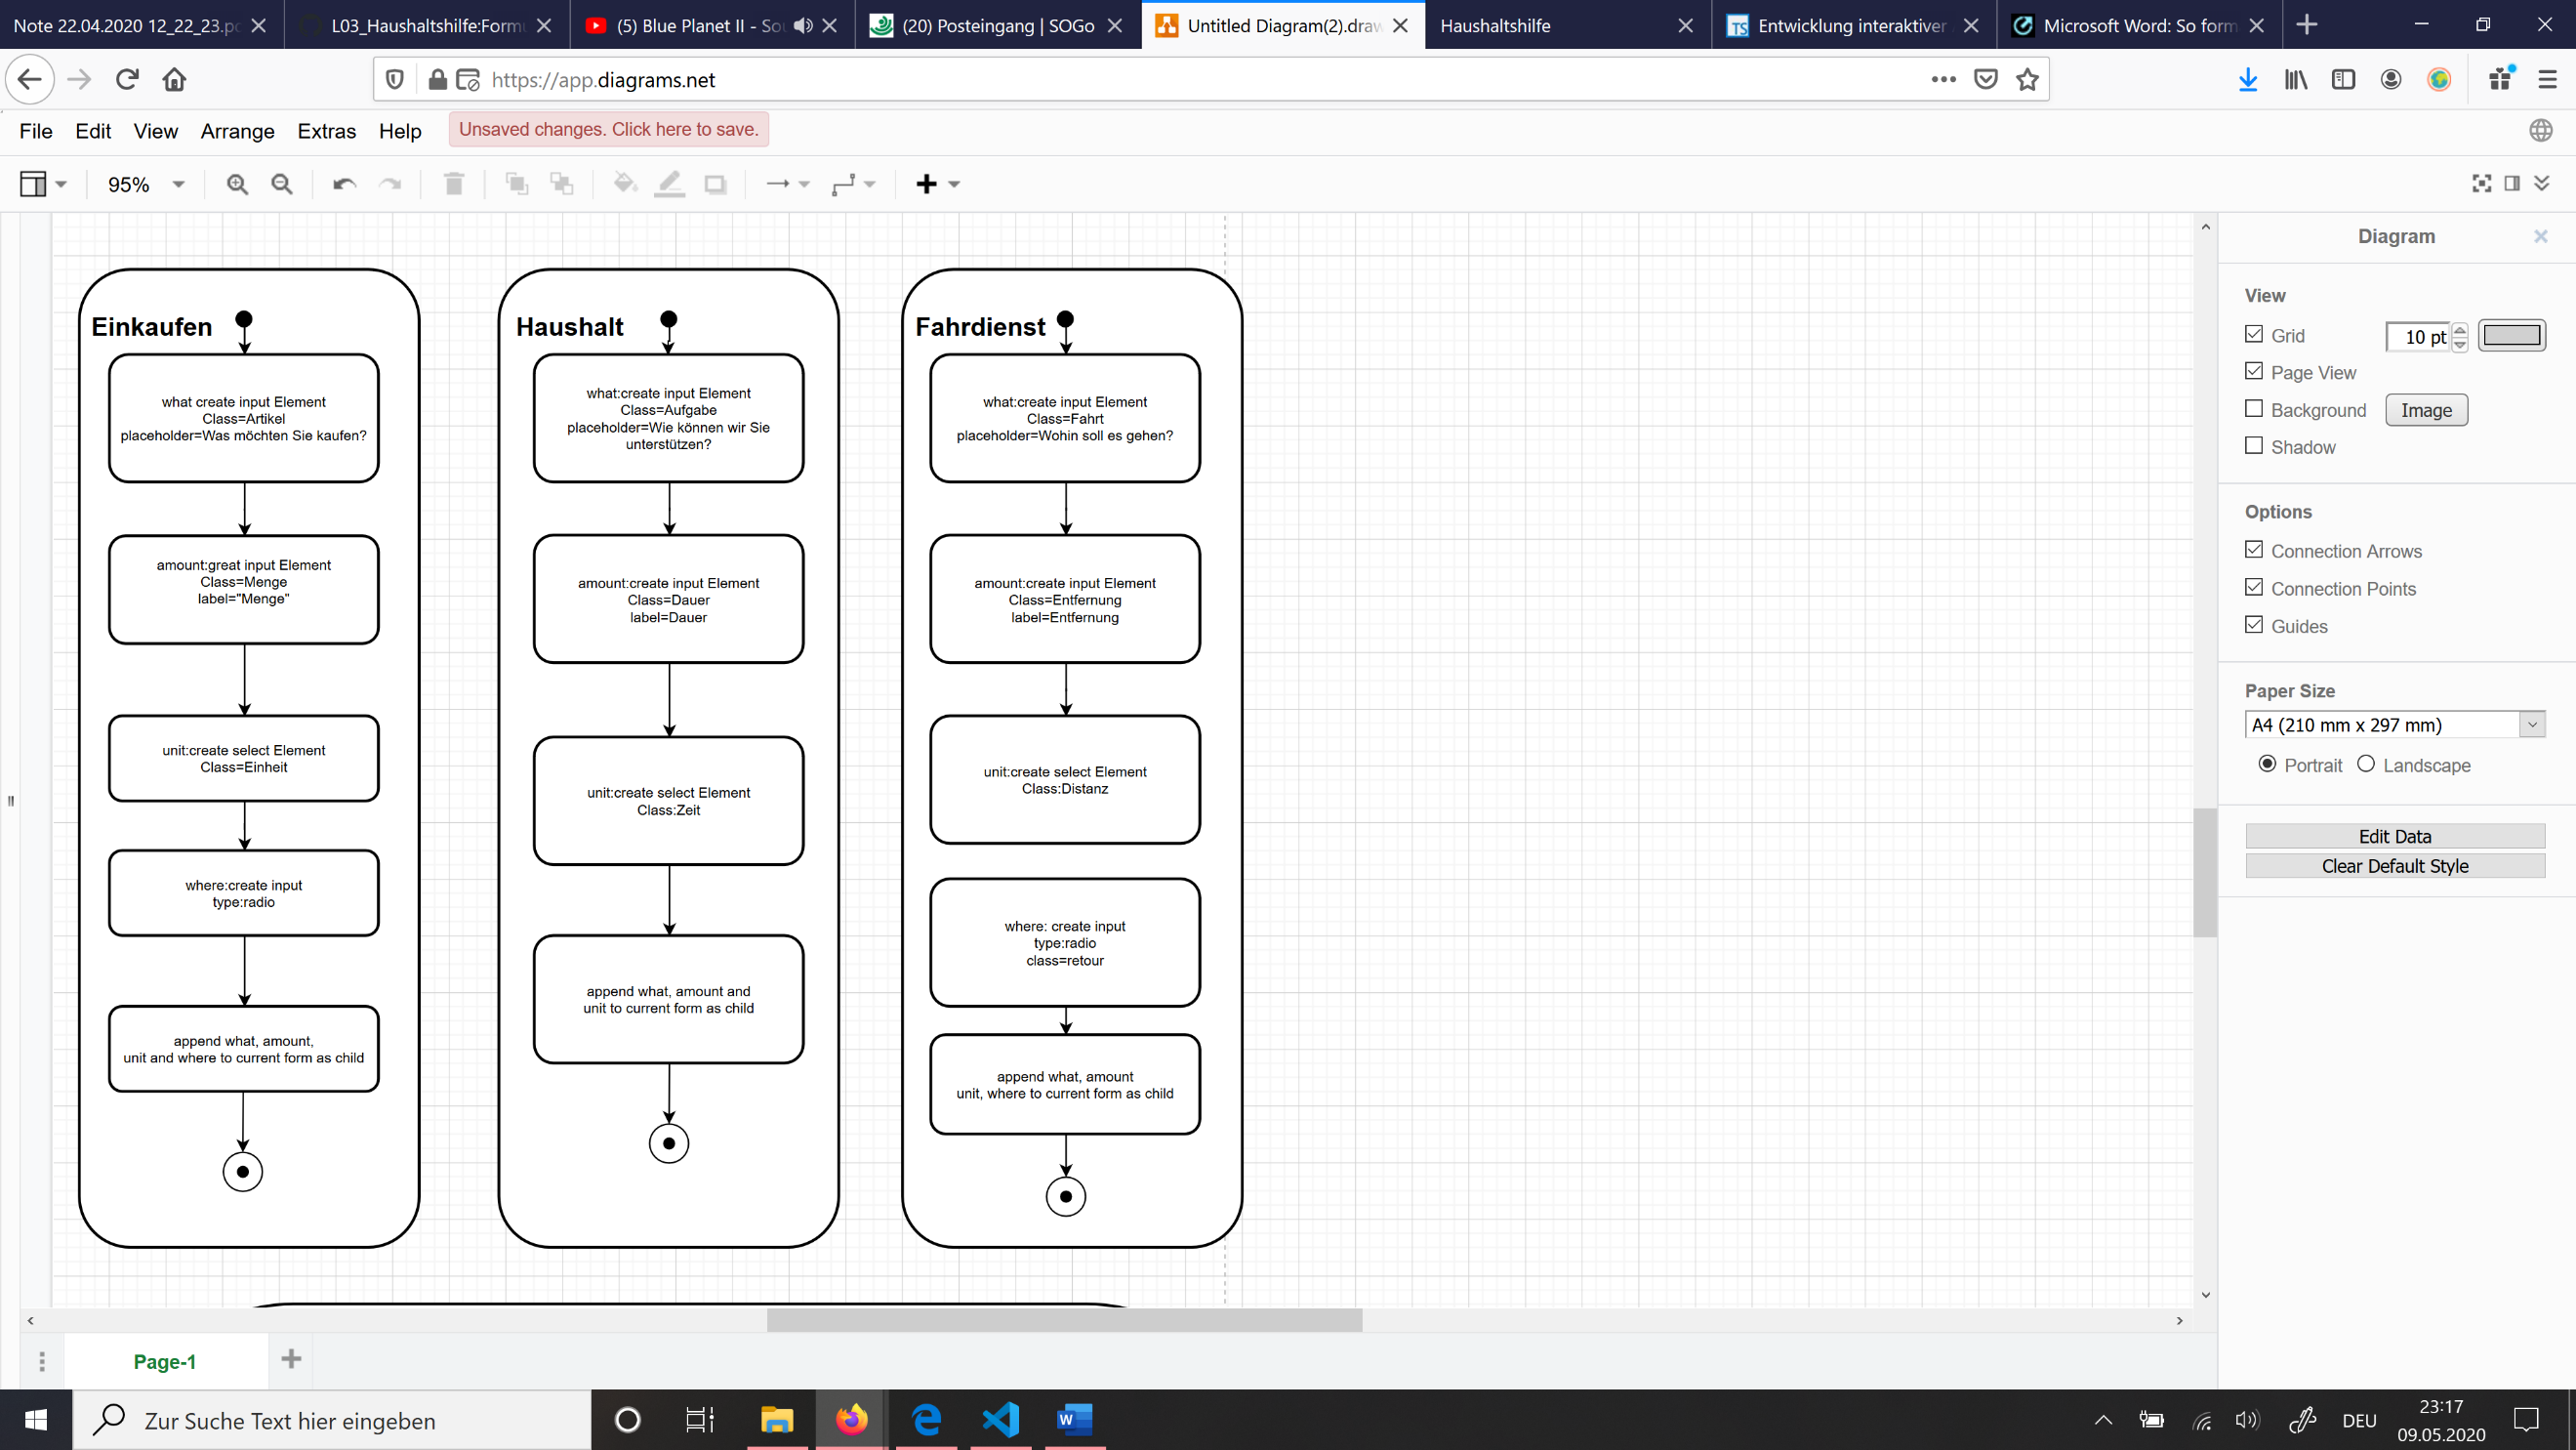 Note 22.04.2020 12_22_23.p
L03_Haushaltshilfe:Form
(5) Blue Planet II - So
(20) Posteingang | SOGo
Untitled Diagram(2).draw
Haushaltshilfe
TS
Entwicklung interaktiver
Microsoft Word: So form
https://app.diagrams.net
File Edit View Arrange Extras Help Unsaved changes. Click here to save.
95%
Einkaufen
what create input Element
Class=Artikel
placeholder=Was möchten Sie kaufen?
amount:great input Element
Class=Menge
label="Menge"
unit:create select Element
Class=Einheit
where:create input
type:radio
append what, amount,
unit and where to current form as child
Haushalt
what:create input Element
Class=Aufgabe
placeholder=Wie können wir Sie
unterstützen?
amount:create input Element
Class=Dauer
label=Dauer
unit:create select Element
Class:Zeit
append what, amount and
unit to current form as child
Fahrdienst
what:create input Element
Class=Fahrt
placeholder=Wohin soll es gehen?
amount:create input Element
Class=Entfernung
label=Entfernung
unit:create select Element
Class:Distanz
where: create input
type:radio
class=retour
append what, amount
unit, where to current form as child
Diagram
View
Grid 10 pt
Page View
Background Image
Shadow
Options
Connection Arrows
Connection Points
Guides
Paper Size
A4 (210 mm x 297 mm)
Portrait Landscape
Edit Data
Clear Default Style
Page-1
Zur Suche Text hier eingeben
W
DEU
23:17
09.05.2020